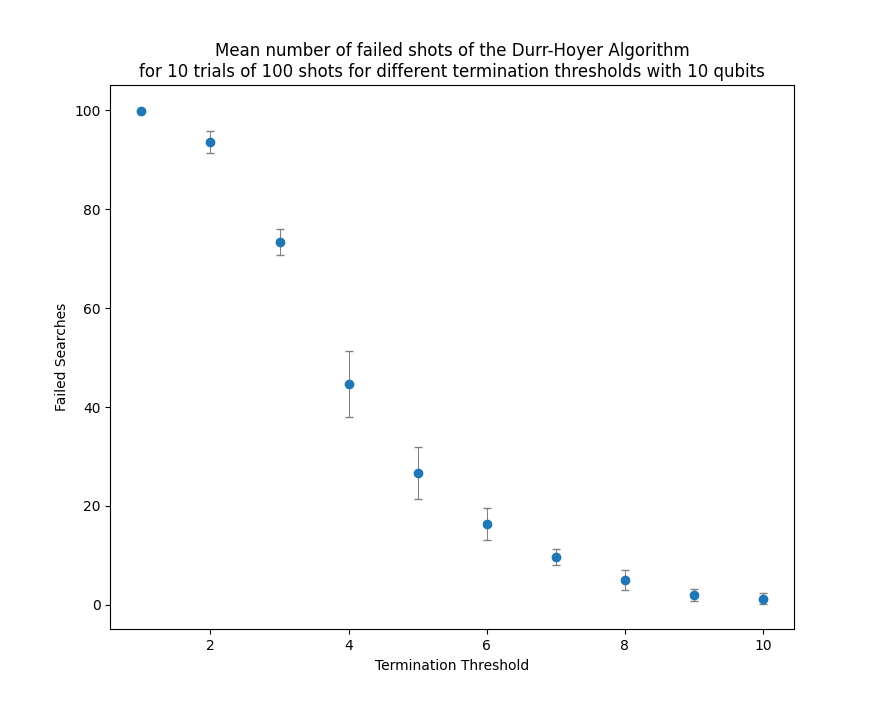 Mean number of failed shots of the Durr-Hoyer Algorithm
for 10 trials of 100 shots for different termination thresholds with 10 qubits
100
80
60
40
20
0
Failed Searches
2 4 6 8 10
Termination Threshold